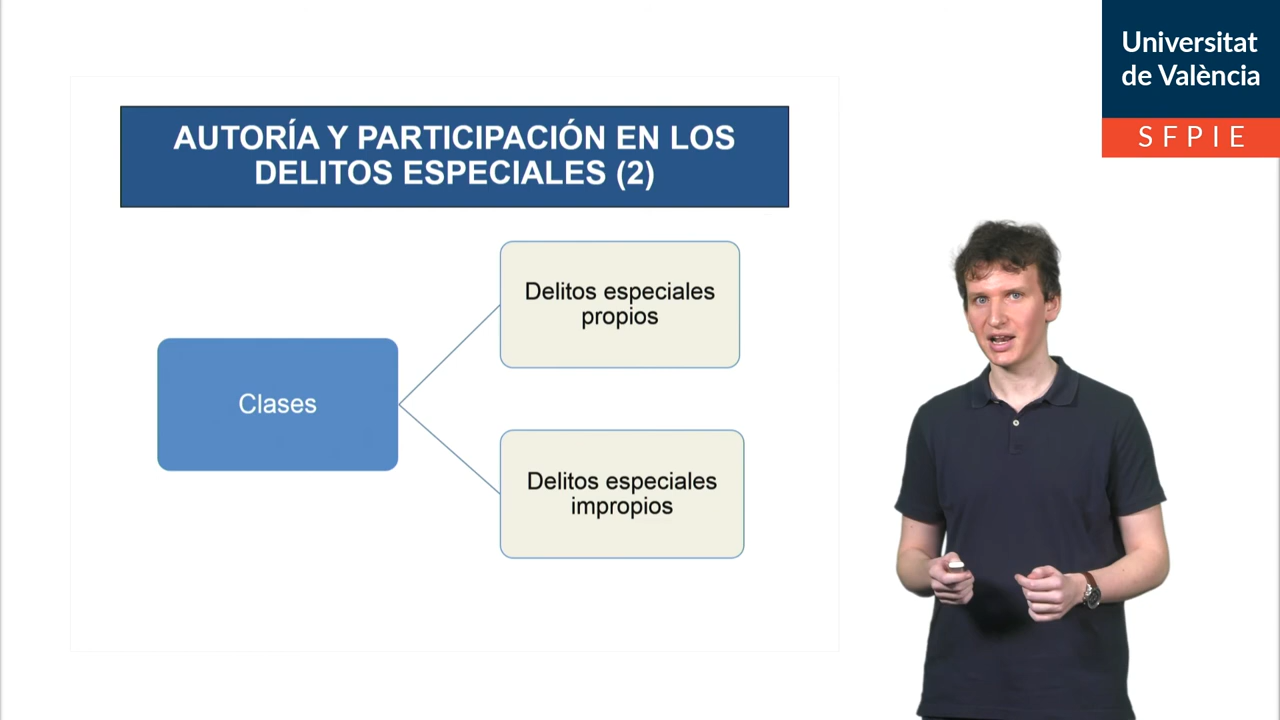 Universitat
de València
SFPIE
AUTORÍA Y PARTICIPACIÓN EN LOS
DELITOS ESPECIALES (2)
Clases
Delitos especiales
propios
Delitos especiales
impropios